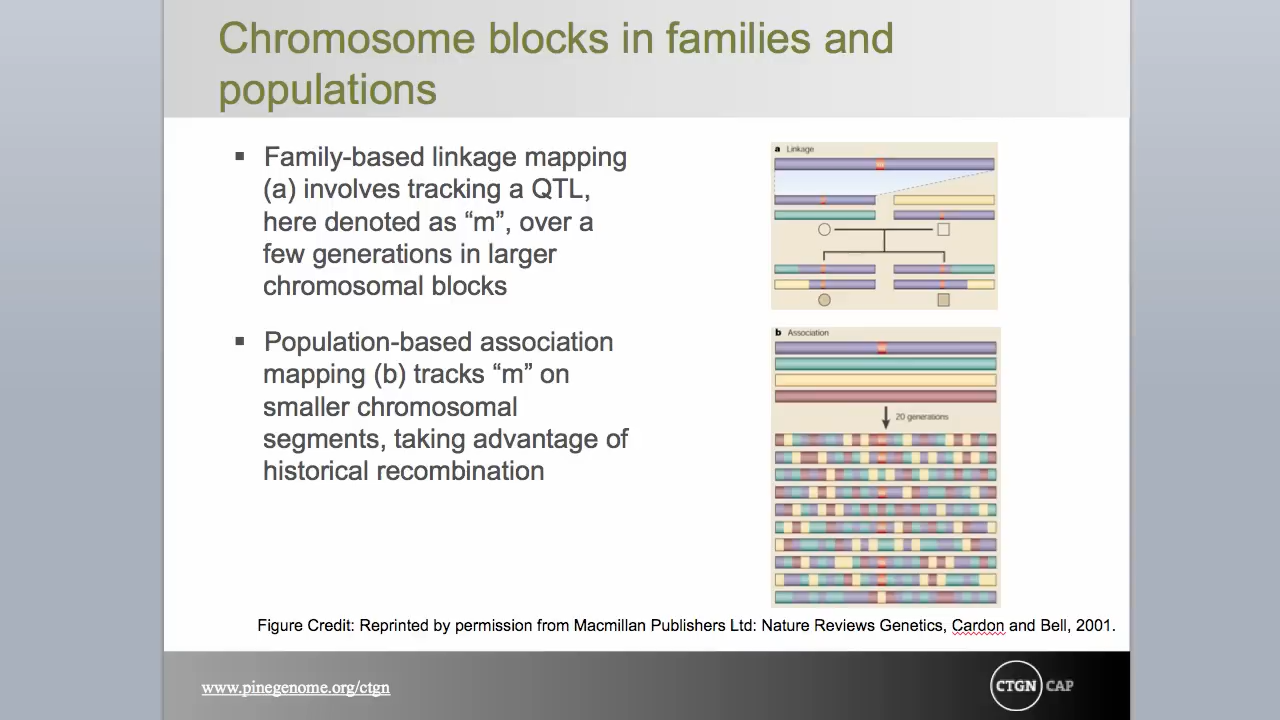 Chromosome blocks in families and
populations
▪ Family-based linkage mapping
(a) involves tracking a QTL,
here denoted as “m”, over a
few generations in larger
chromosomal blocks
▪ Population-based association
mapping (b) tracks “m” on
smaller chromosomal
segments, taking advantage of
historical recombination
a Linkage
b Association
20 generations
Figure Credit: Reprinted by permission from Macmillan Publishers Ltd: Nature Reviews Genetics, Cardon and Bell, 2001.
www.pinegenome.org/ctgn
CTGN CAP